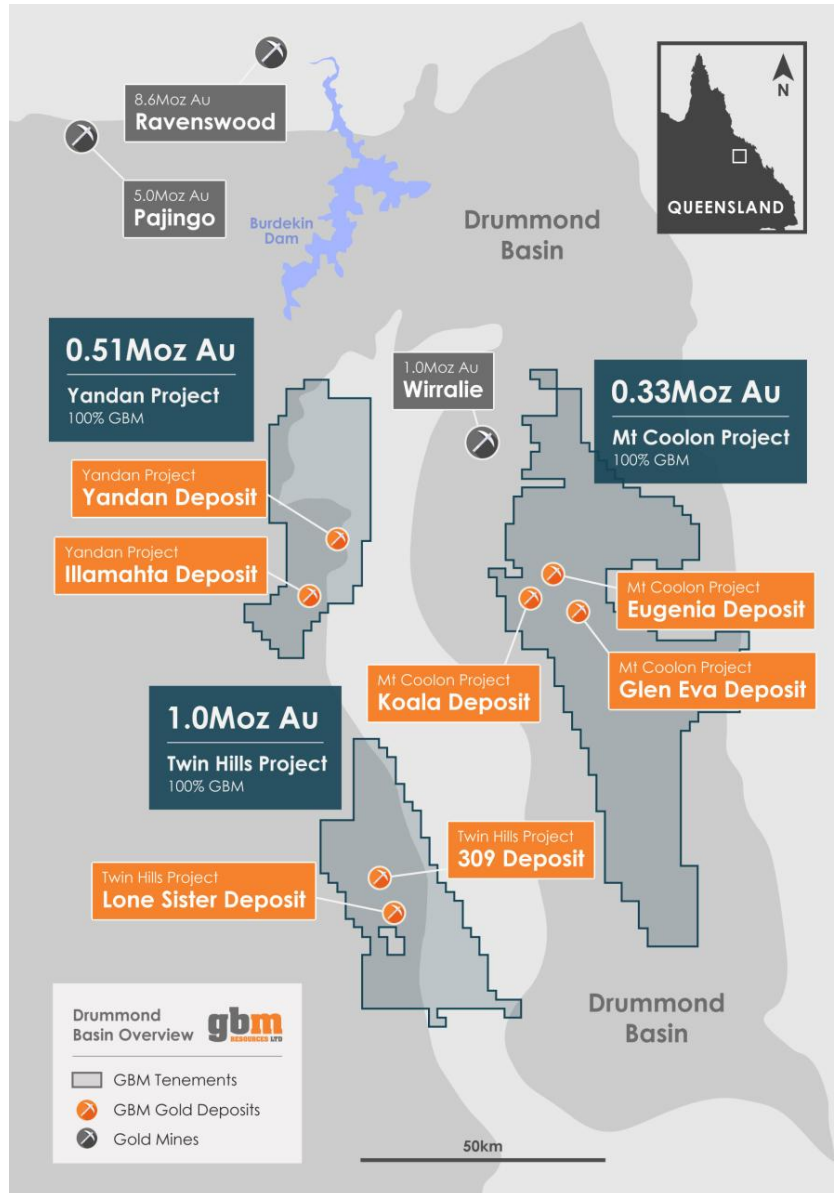 8.6Moz Au
Ravenswood
5.0Moz Au
Pajingo
Burdekin
Dam
Drummond
Basin
N
QUEENSLAND
0.51Moz Au
Yandan Project
100% GBM
1.0Moz Au
Wirralie
0.33Moz Au
Mt Coolon Project
100% GBM
Yandan Project
Yandan Deposit
Yandan Project
Illamahta Deposit
Mt Coolon Project
Eugenia Deposit
Mt Coolon Project
Glen Eva Deposit
Mt Coolon Project
Koala Deposit
1.0Moz Au
Twin Hills Project
100% GBM
Twin Hills Project
309 Deposit
Twin Hills Project
Lone Sister Deposit
Drummond
Basin
Drummond
Basin Overview
gbm
RESOURCES LTD
GBM Tenements
GBM Gold Deposits
Gold Mines
50km